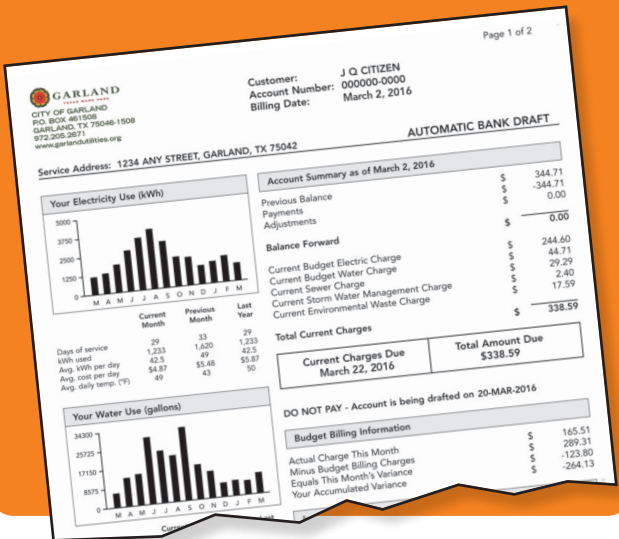 Page 1 of 2
GARLAND
TEXAS MADE HERE
CITY OF GARLAND
P.O. BOX 461508
GARLAND, TX 75046-1508
972.205.2671
www.garlandutilities.org
Customer: J Q CITIZEN
Account Number: 000000-0000
Billing Date: March 2, 2016
Service Address: 1234 ANY STREET, GARLAND, TX 75042
AUTOMATIC BANK DRAFT
Your Electricity Use (kWh)
5000
3750
2500
1250
0
M A M J J A S O N D J F M
Current Month Previous Month Last Year
Days of service 29 33 29
kWh used 1,233 1,620 1,233
Avg. kWh per day 42.5 49 42.5
Avg. cost per day $4.87 $5.48 $5.87
Avg. daily temp. (°F) 49 43 50
Your Water Use (gallons)
34300
25725
17150
8575
0
M A M J J A S O N D J F M
Account Summary as of March 2, 2016
Previous Balance $ 344.71
Payments $ -344.71
Adjustments $ 0.00
Balance Forward $ 0.00
Current Budget Electric Charge $ 244.60
Current Budget Water Charge $ 44.71
Current Sewer Charge $ 29.29
Current Storm Water Management Charge $ 2.40
Current Environmental Waste Charge $ 17.59
Total Current Charges $ 338.59
Current Charges Due Total Amount Due
March 22, 2016 $338.59
DO NOT PAY - Account is being drafted on 20-MAR-2016
Budget Billing Information
Actual Charge This Month $ 165.51
Minus Budget Billing Charges $ 289.31
Equals This Month's Variance $ -123.80
Your Accumulated Variance $ -264.13